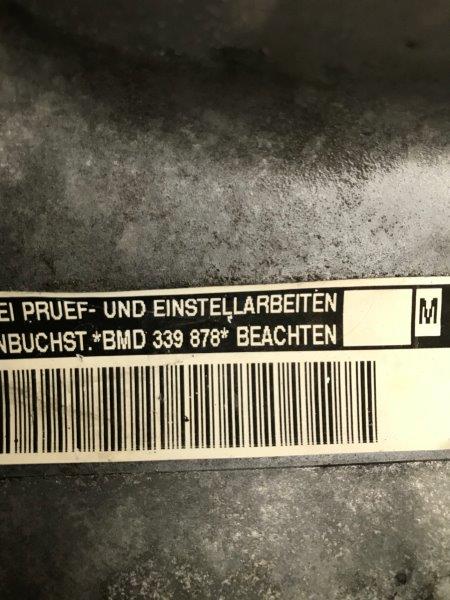 EI PRUEF- UND EINSTELLARBEITEN
NBUCHST.*BMD 339 878* BEACHTEN
M